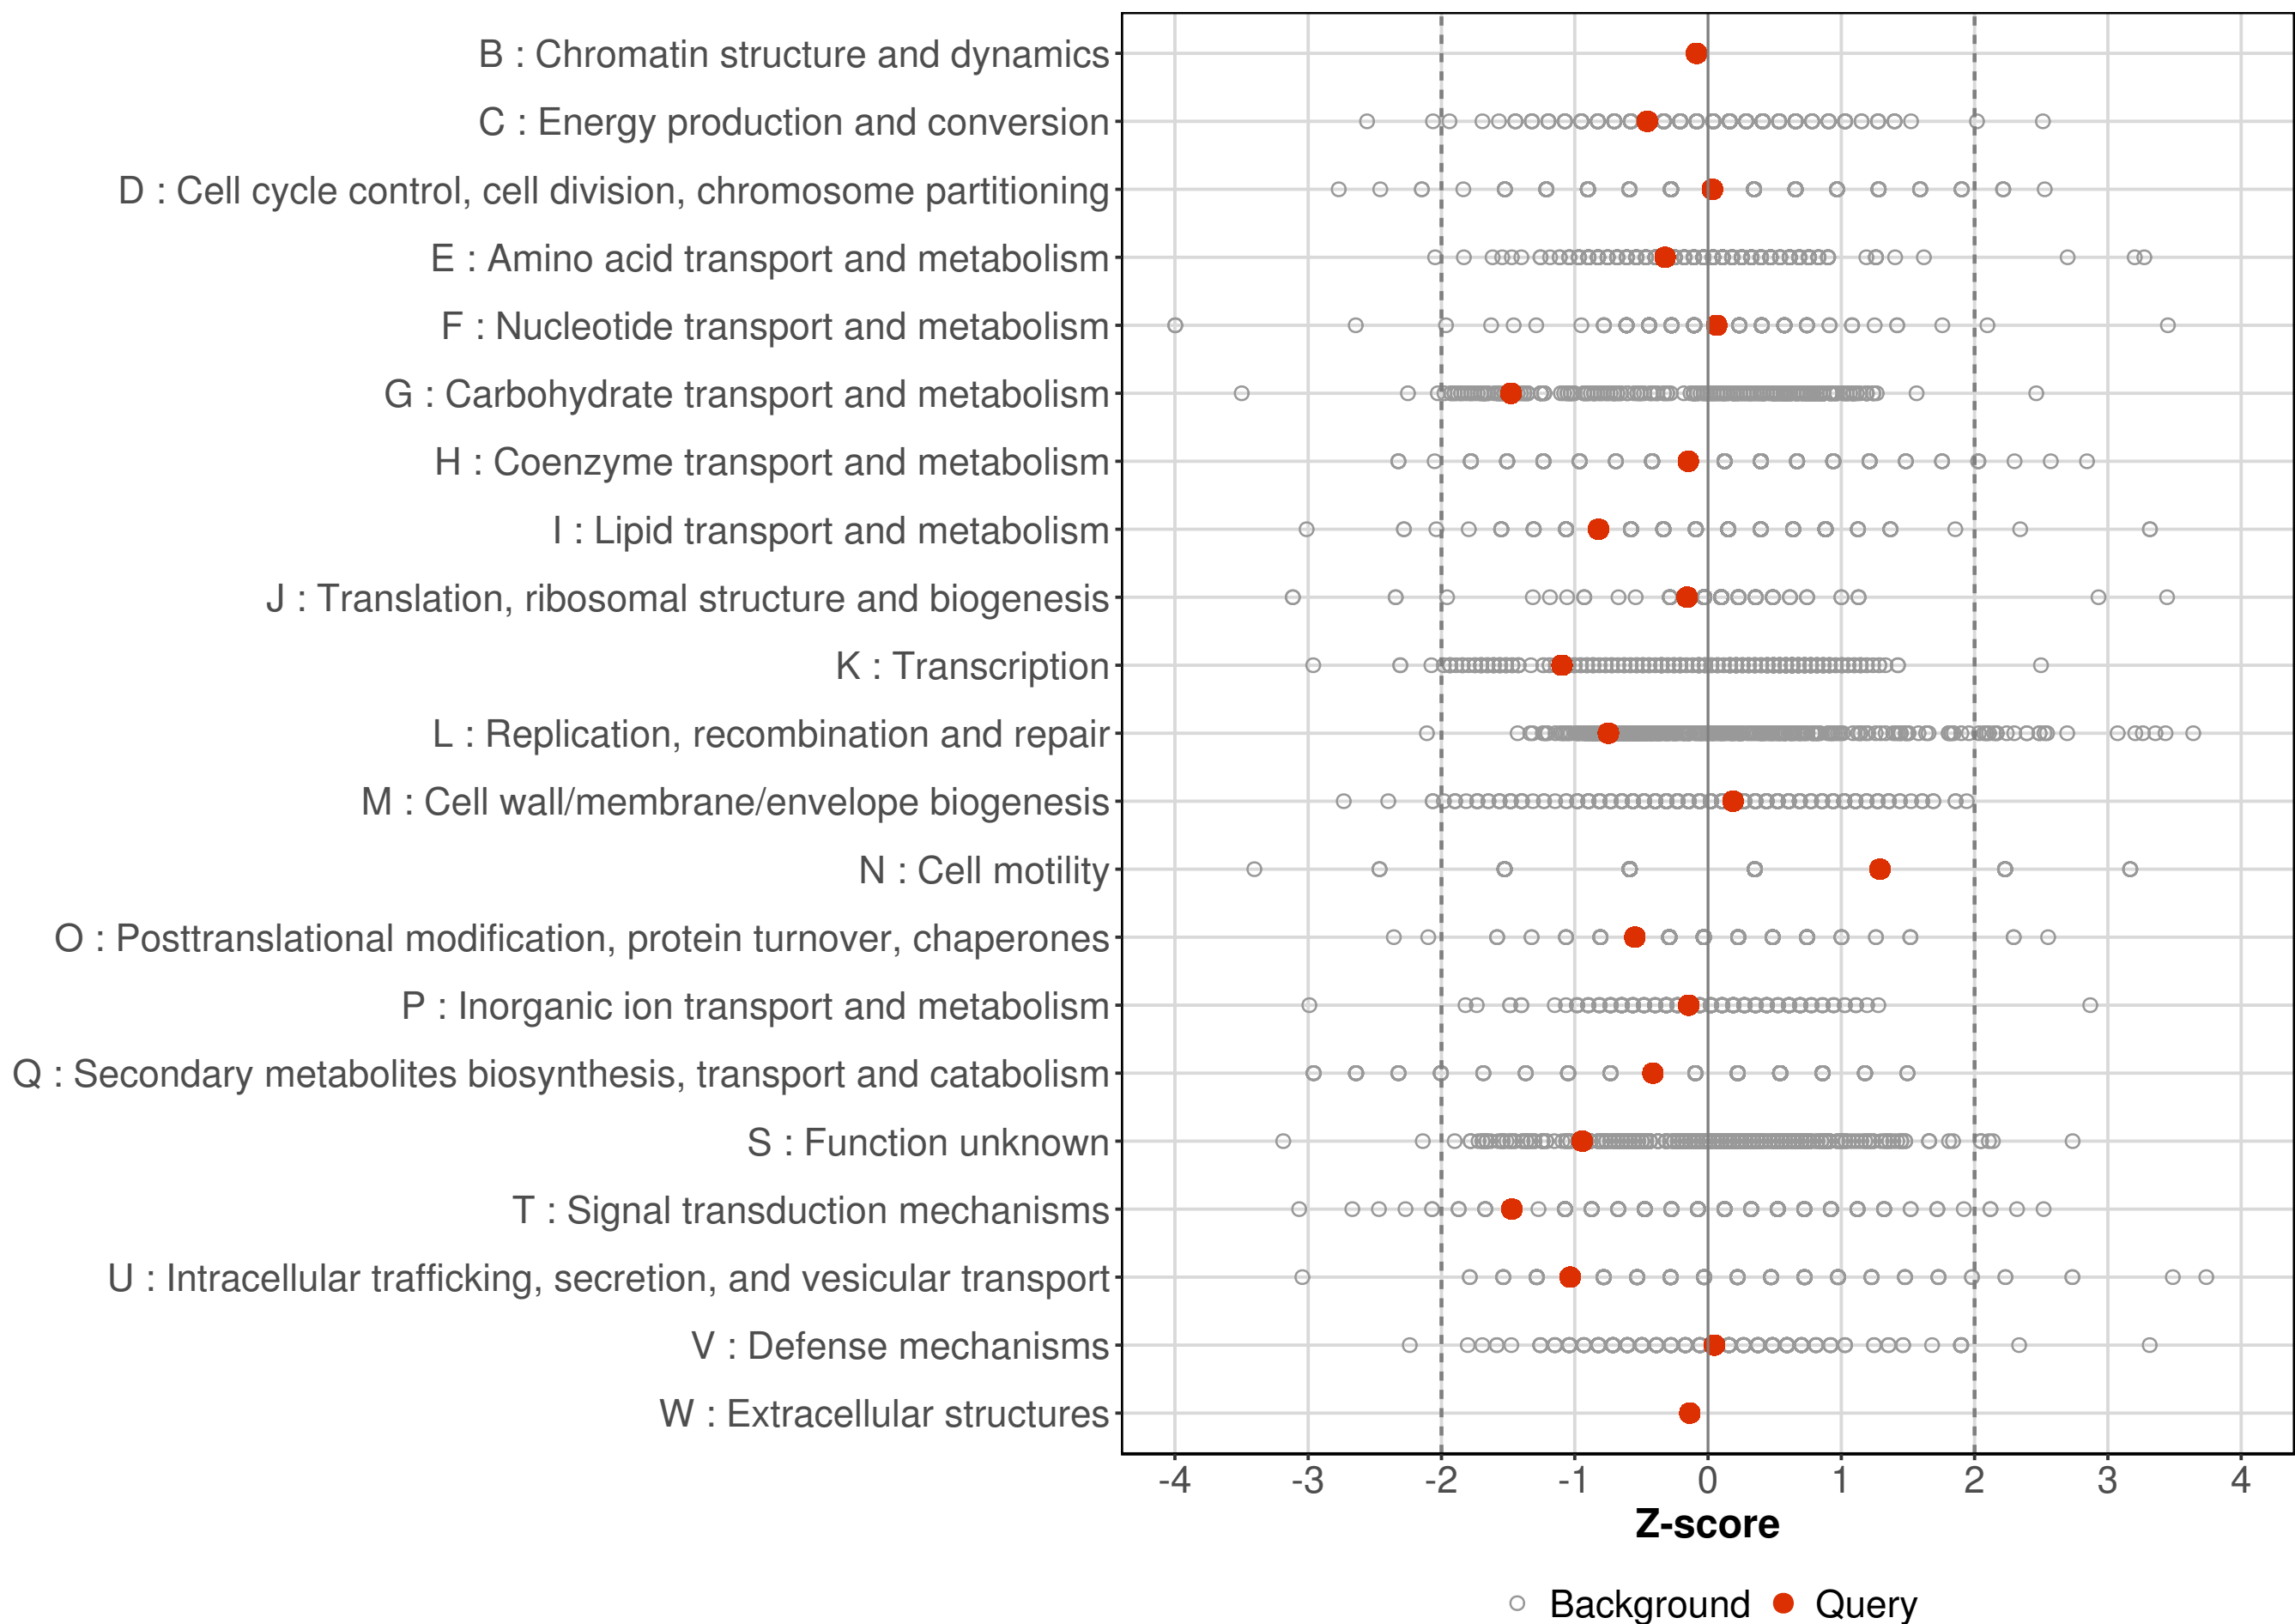 B : Chromatin structure and dynamics
C : Energy production and conversion
D : Cell cycle control, cell division, chromosome partitioning
E : Amino acid transport and metabolism
F : Nucleotide transport and metabolism
G : Carbohydrate transport and metabolism
H : Coenzyme transport and metabolism
I : Lipid transport and metabolism
J : Translation, ribosomal structure and biogenesis
K : Transcription
L : Replication, recombination and repair
M : Cell wall/membrane/envelope biogenesis
N : Cell motility
O : Posttranslational modification, protein turnover, chaperones
P : Inorganic ion transport and metabolism
Q : Secondary metabolites biosynthesis, transport and catabolism
S : Function unknown
T : Signal transduction mechanisms
U : Intracellular trafficking, secretion, and vesicular transport
V : Defense mechanisms
W : Extracellular structures
-4 -3 -2 -1 0 1 2 3 4
Z-score
Background Query